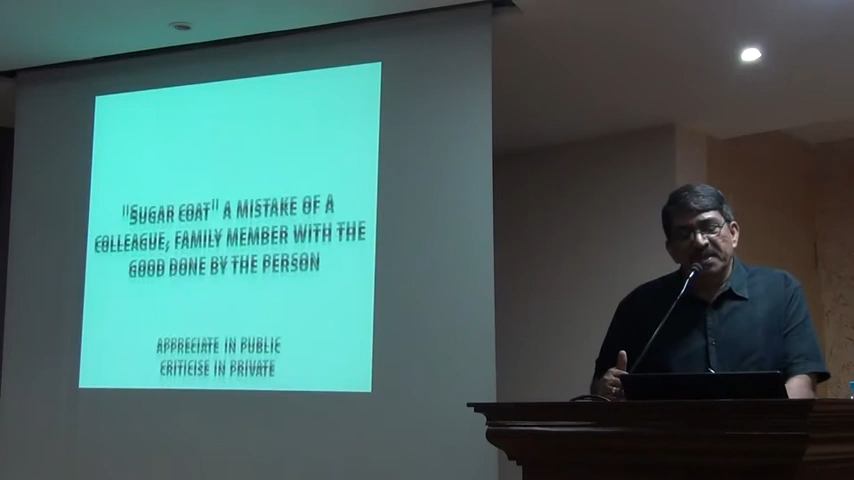 "SUGAR COAT" A MISTAKE OF A
COLLEAGUE, FAMILY MEMBER WITH THE
GOOD DONE BY THE PERSON
APPRECIATE IN PUBLIC
CRITICISE IN PRIVATE